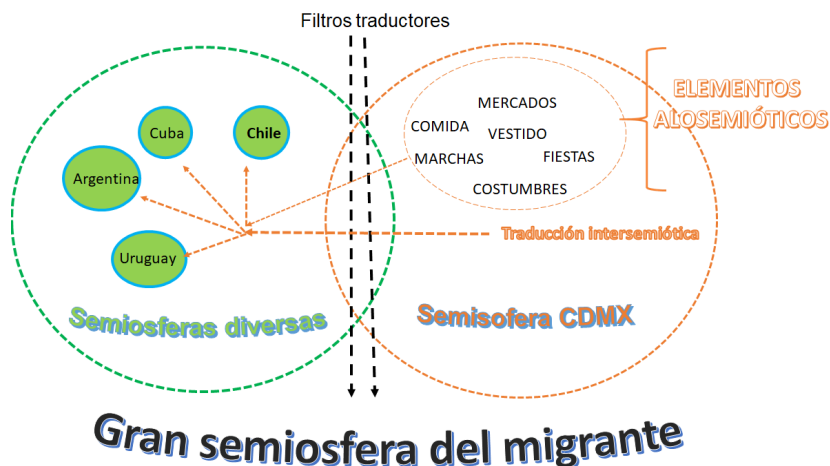 Filtros traductores
ELEMENTOS
ALOSEMIÓTICOS
MERCADOS
COMIDA
VESTIDO
MARCHAS
FIESTAS
COSTUMBRES
Cuba
Chile
Argentina
Uruguay
Traducción intersemiótica
Semiosferas diversas
Semisofera CDMX
Gran semiosfera del migrante